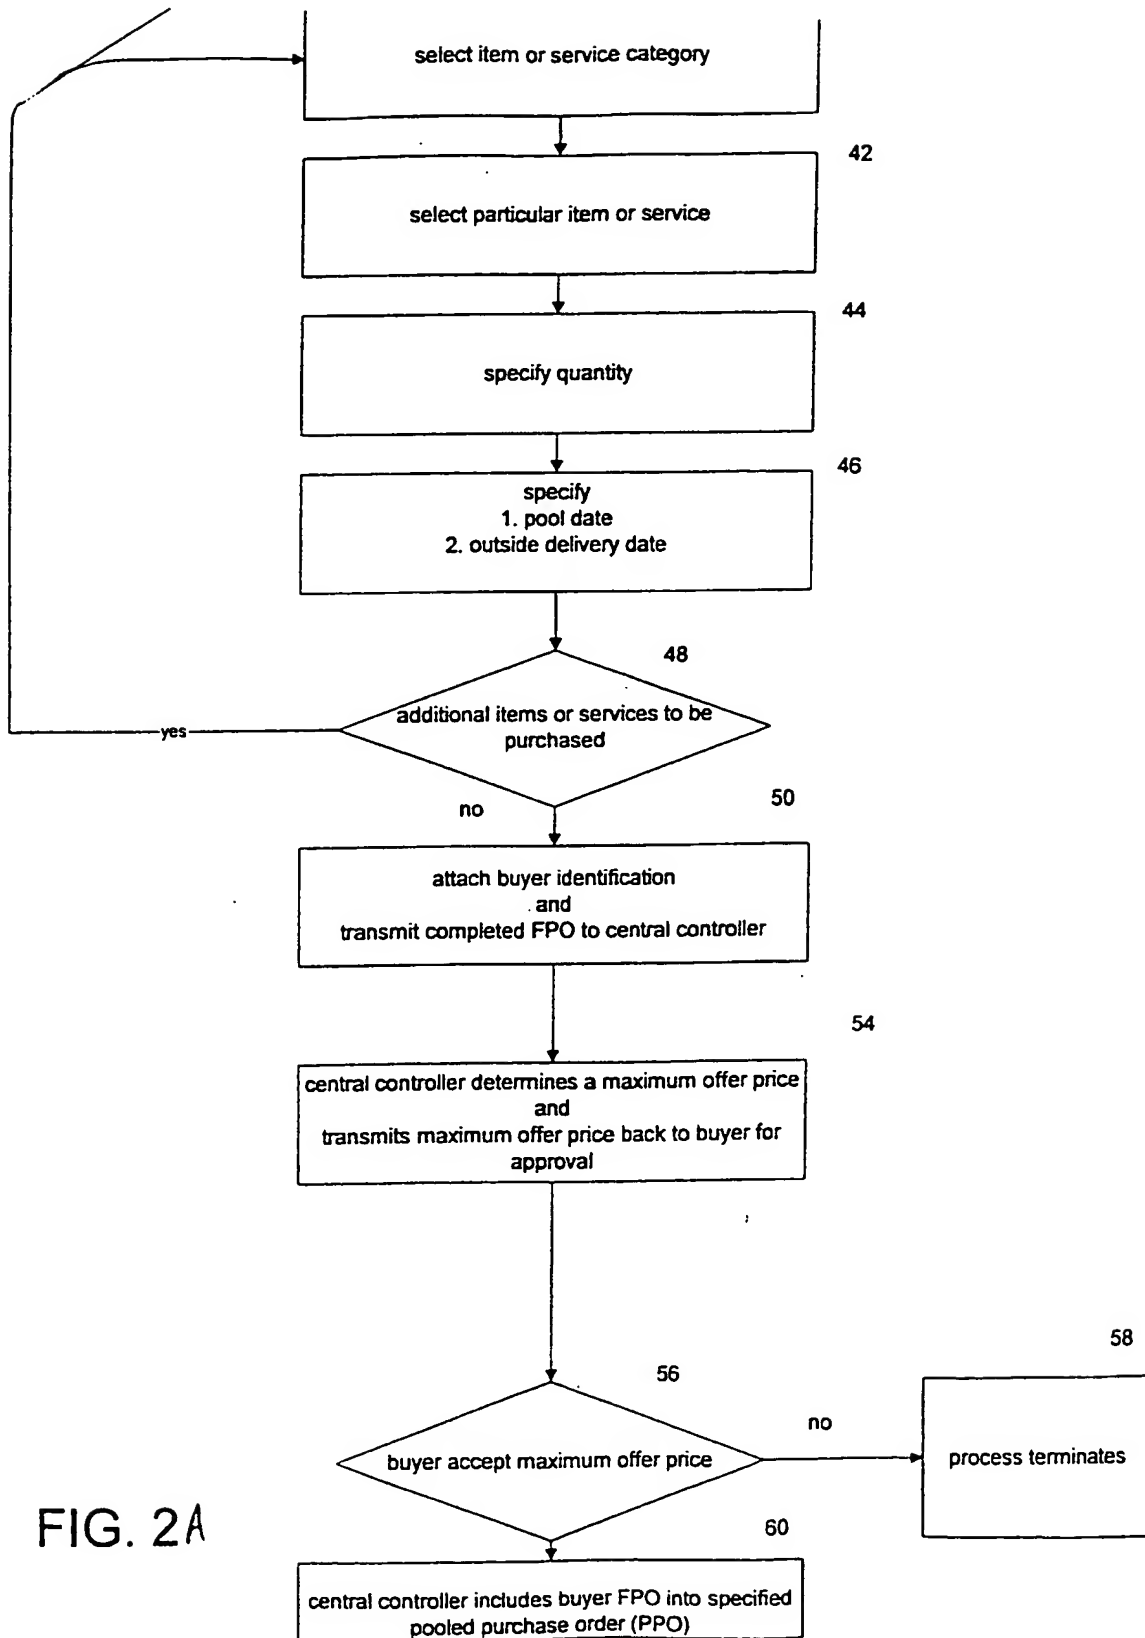 select item or service category
42
select particular item or service
44
specify quantity
46
specify
1. pool date
2. outside delivery date
48
additional items or services to be
purchased
yes
no
50
attach buyer identification
and
transmit completed FPO to central controller
54
central controller determines a maximum offer price
and
transmits maximum offer price back to buyer for
approval
56
58
buyer accept maximum offer price
no
process terminates
FIG. 2A
60
central controller includes buyer FPO into specified
pooled purchase order (PPO)